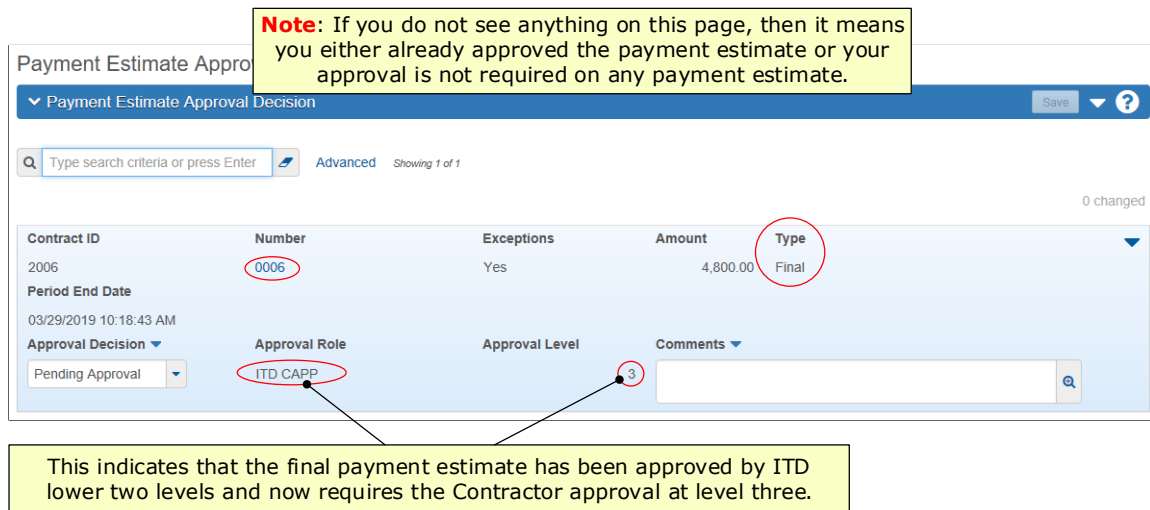 Note: If you do not see anything on this page, then it means
you either already approved the payment estimate or your
approval is not required on any payment estimate.
Payment Estimate Appro
Payment Estimate Approval Decision
Save
?
Type search criteria or press Enter
Advanced
Showing 1 of 1
0 changed
Contract ID Number Exceptions Amount Type
2006 0006 Yes 4,800.00 Final
Period End Date
03/29/2019 10:18:43 AM
Approval Decision Approval Role Approval Level Comments
Pending Approval ITD CAPP 3
This indicates that the final payment estimate has been approved by ITD
lower two levels and now requires the Contractor approval at level three.